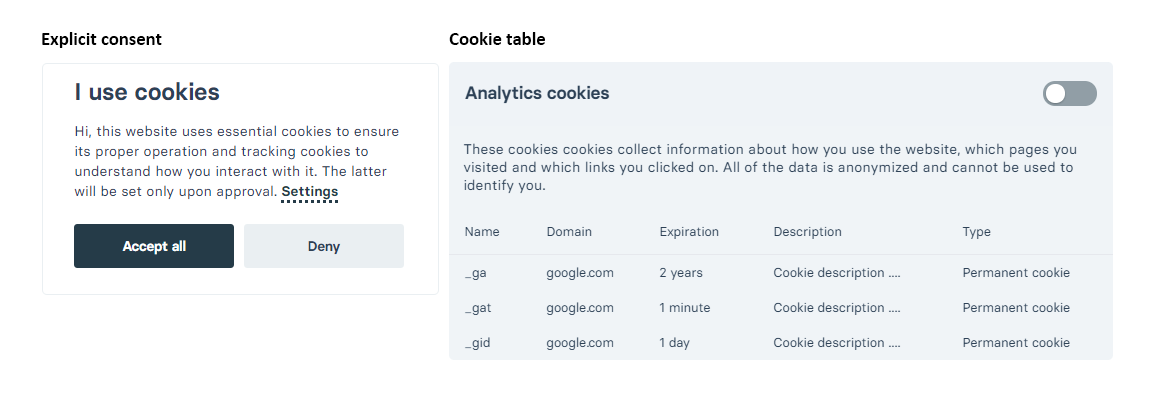 Explicit consent
I use cookies
Hi, this website uses essential cookies to ensure
its proper operation and tracking cookies to
understand how you interact with it. The latter
will be set only upon approval. Settings
Accept all Deny
Cookie table
Analytics cookies
These cookies cookies collect information about how you use the website, which pages you
visited and which links you clicked on. All of the data is anonymized and cannot be used to
identify you.
Name Domain Expiration Description Type
_ga google.com 2 years Cookie description .... Permanent cookie
_gat google.com 1 minute Cookie description .... Permanent cookie
_gid google.com 1 day Cookie description .... Permanent cookie